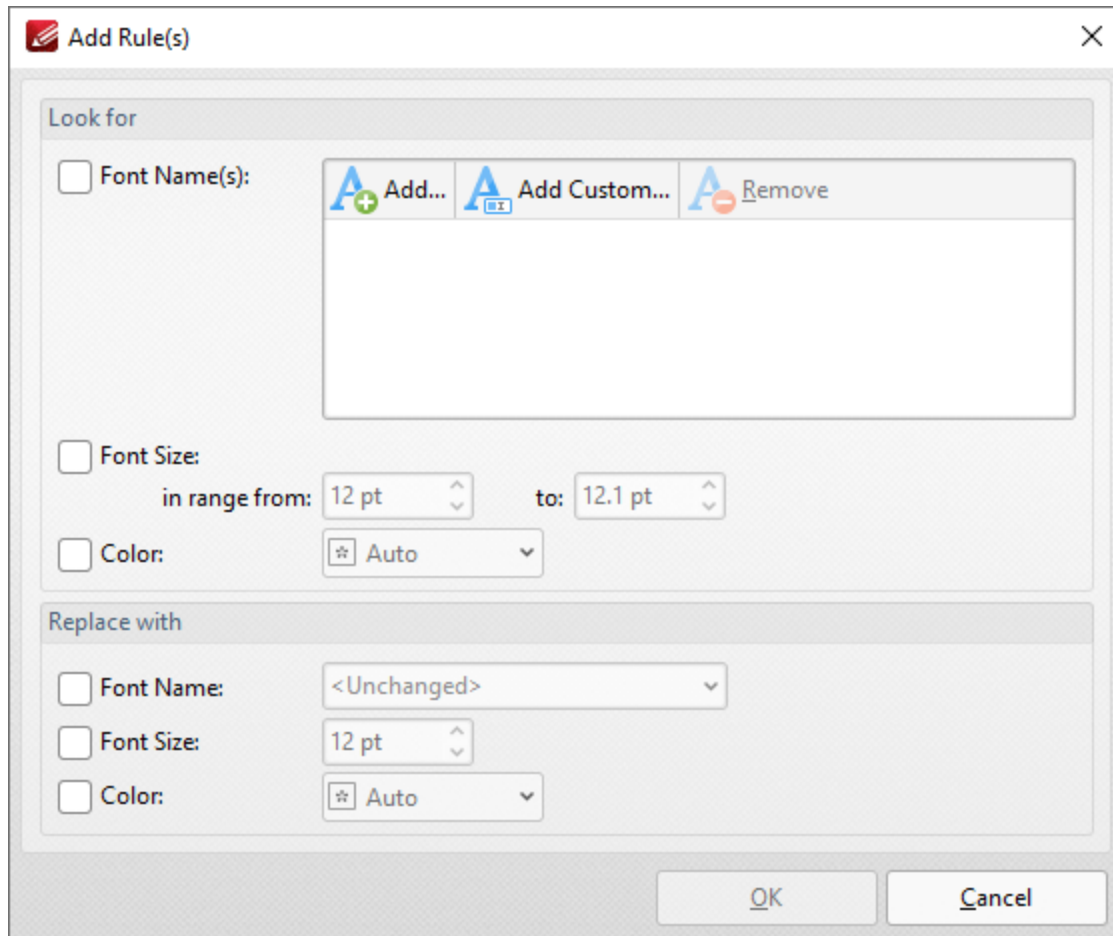 Add Rule(s)
Look for
Font Name(s):
Add... Add Custom... Remove
Font Size:
in range from: 12 pt to: 12.1 pt
Color: Auto
Replace with
Font Name: <Unchanged>
Font Size: 12 pt
Color: Auto
OK Cancel